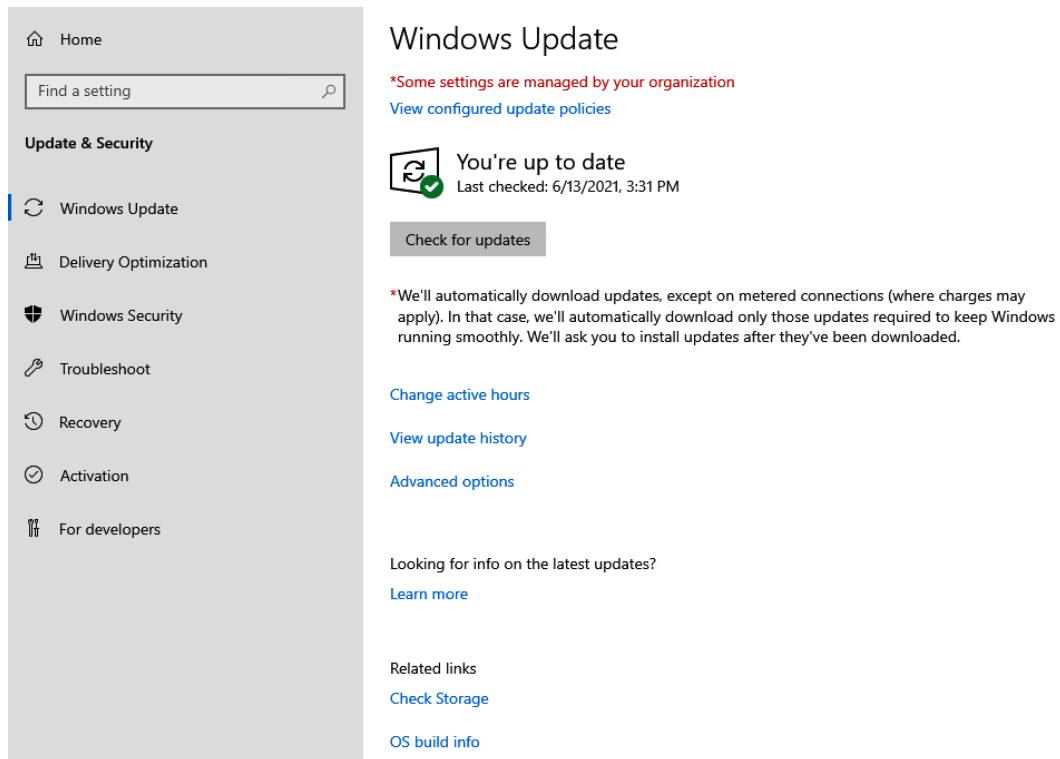 Home
Find a setting
Update & Security
Windows Update
Delivery Optimization
Windows Security
Troubleshoot
Recovery
Activation
For developers
Windows Update
*Some settings are managed by your organization
View configured update policies
You're up to date
Last checked: 6/13/2021, 3:31 PM
Check for updates
*We'll automatically download updates, except on metered connections (where charges may
apply). In that case, we'll automatically download only those updates required to keep Windows
running smoothly. We'll ask you to install updates after they've been downloaded.
Change active hours
View update history
Advanced options
Looking for info on the latest updates?
Learn more
Related links
Check Storage
OS build info